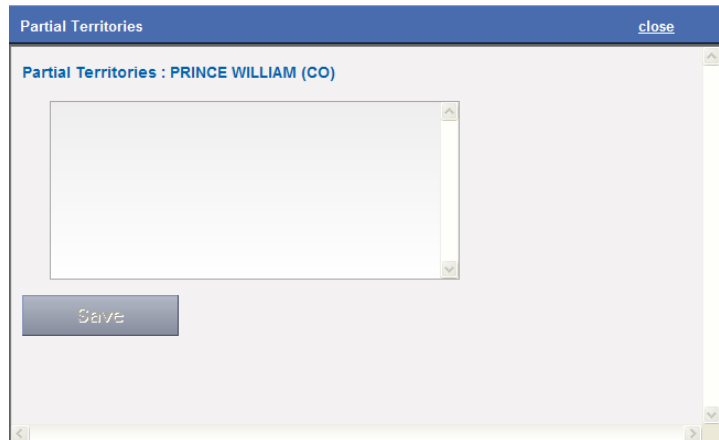 Partial Territories close
Partial Territories : PRINCE WILLIAM (CO)
Save